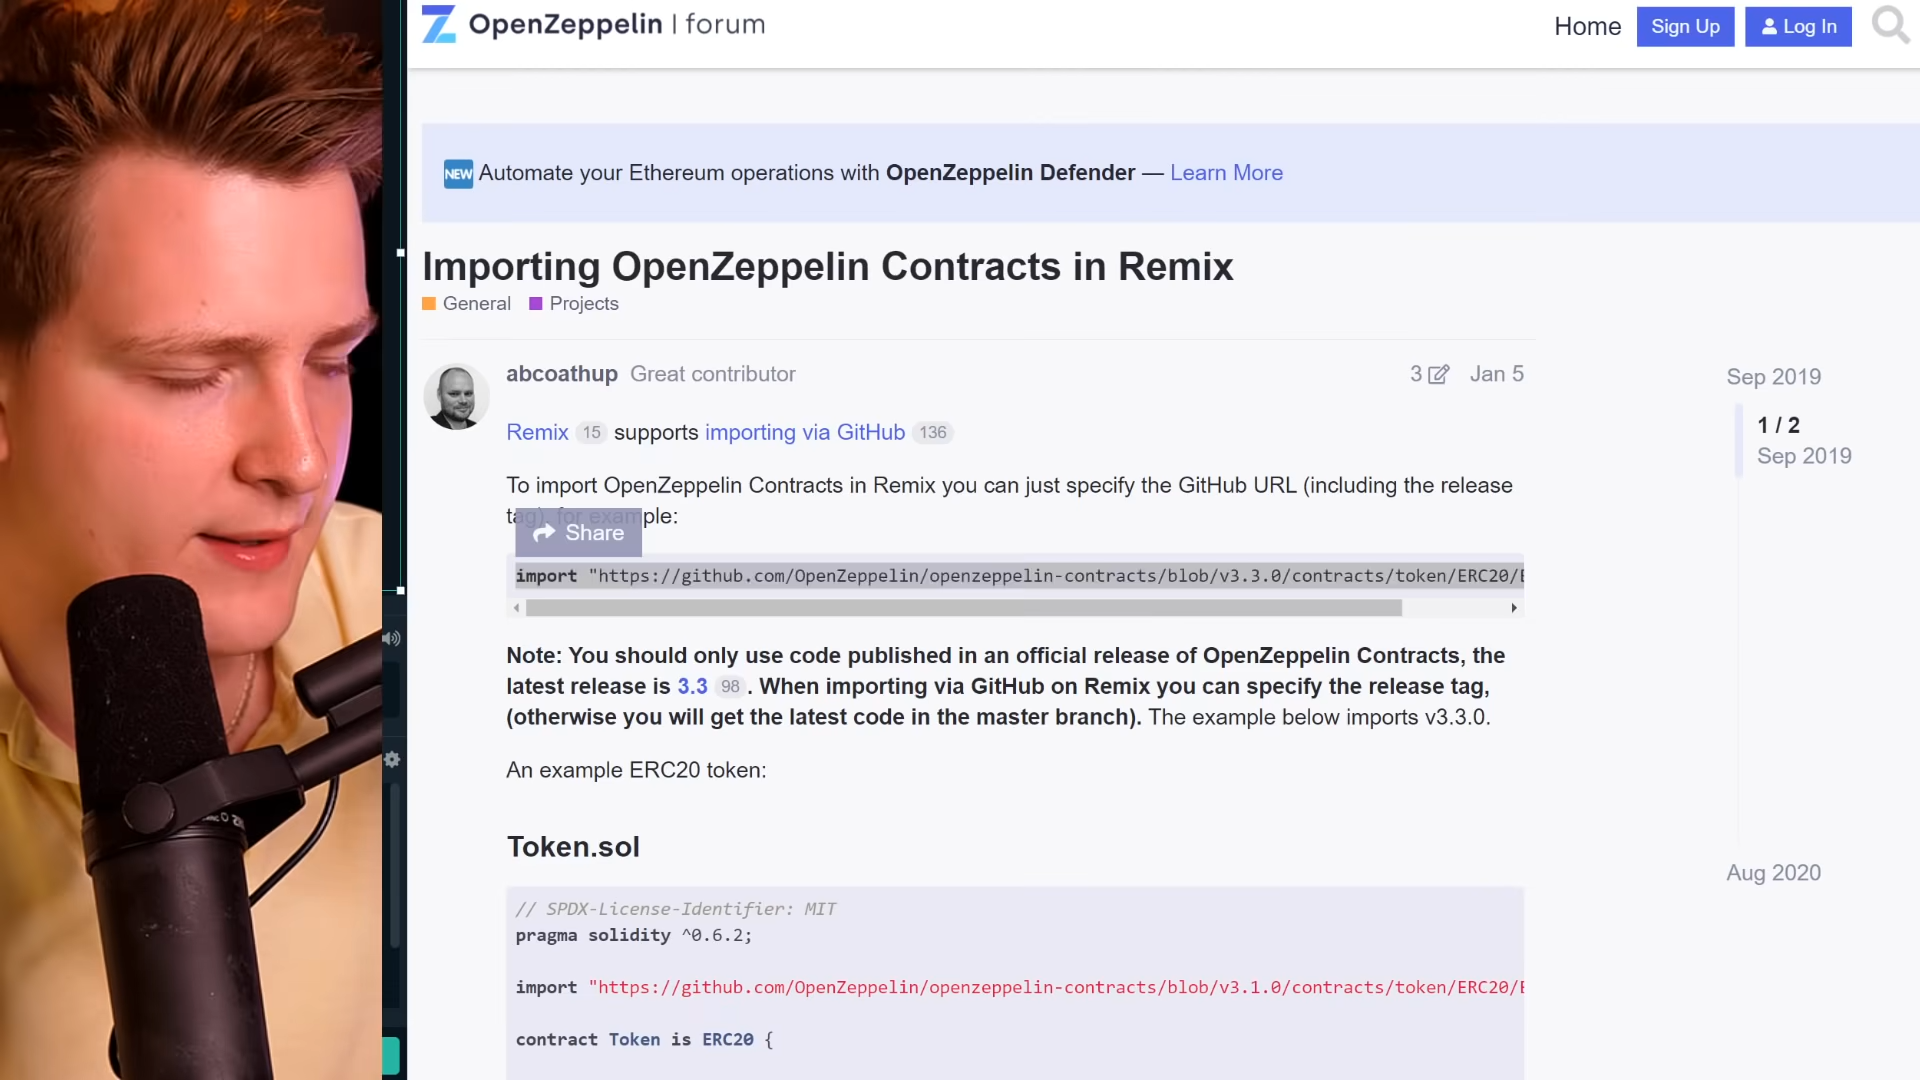 OpenZeppelin | forum
Home
Sign Up
Log In
NEW Automate your Ethereum operations with OpenZeppelin Defender — Learn More
Importing OpenZeppelin Contracts in Remix
General Projects
abcoathup Great contributor
3 Jan 5
Remix 15 supports importing via GitHub 136
To import OpenZeppelin Contracts in Remix you can just specify the GitHub URL (including the release
tag), for example:
Share
import "https://github.com/OpenZeppelin/openzeppelin-contracts/blob/v3.3.0/contracts/token/ERC20/
Note: You should only use code published in an official release of OpenZeppelin Contracts, the
latest release is 3.3 98 . When importing via GitHub on Remix you can specify the release tag,
(otherwise you will get the latest code in the master branch). The example below imports v3.3.0.
An example ERC20 token:
Token.sol
// SPDX-License-Identifier: MIT
pragma solidity ^0.6.2;
import "https://github.com/OpenZeppelin/openzeppelin-contracts/blob/v3.1.0/contracts/token/ERC20/
contract Token is ERC20 {
Sep 2019
1 / 2
Sep 2019
Aug 2020